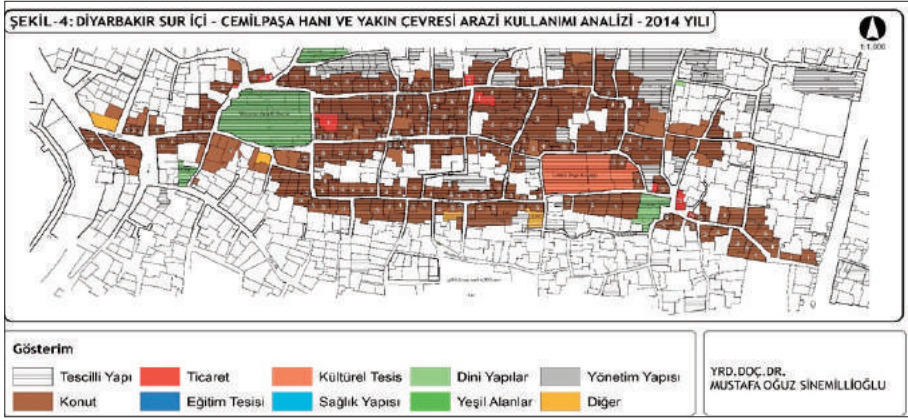 ŞEKİL-4: DİYARBAKIR SUR İÇİ - CEMİLPAŞA HANI VE YAKIN ÇEVRESİ ARAZİ KULLANIMI ANALİZİ - 2014 YILI
1:1.000
Gösterim
Tescilli Yapı
Ticaret
Kültürel Tesis
Dini Yapılar
Yönetim Yapısı
Konut
Eğitim Tesisi
Sağlık Yapısı
Yeşil Alanlar
Diğer
YRD.DOÇ.DR.
MUSTAFA OĞUZ SİNEMİLLİOĞLU